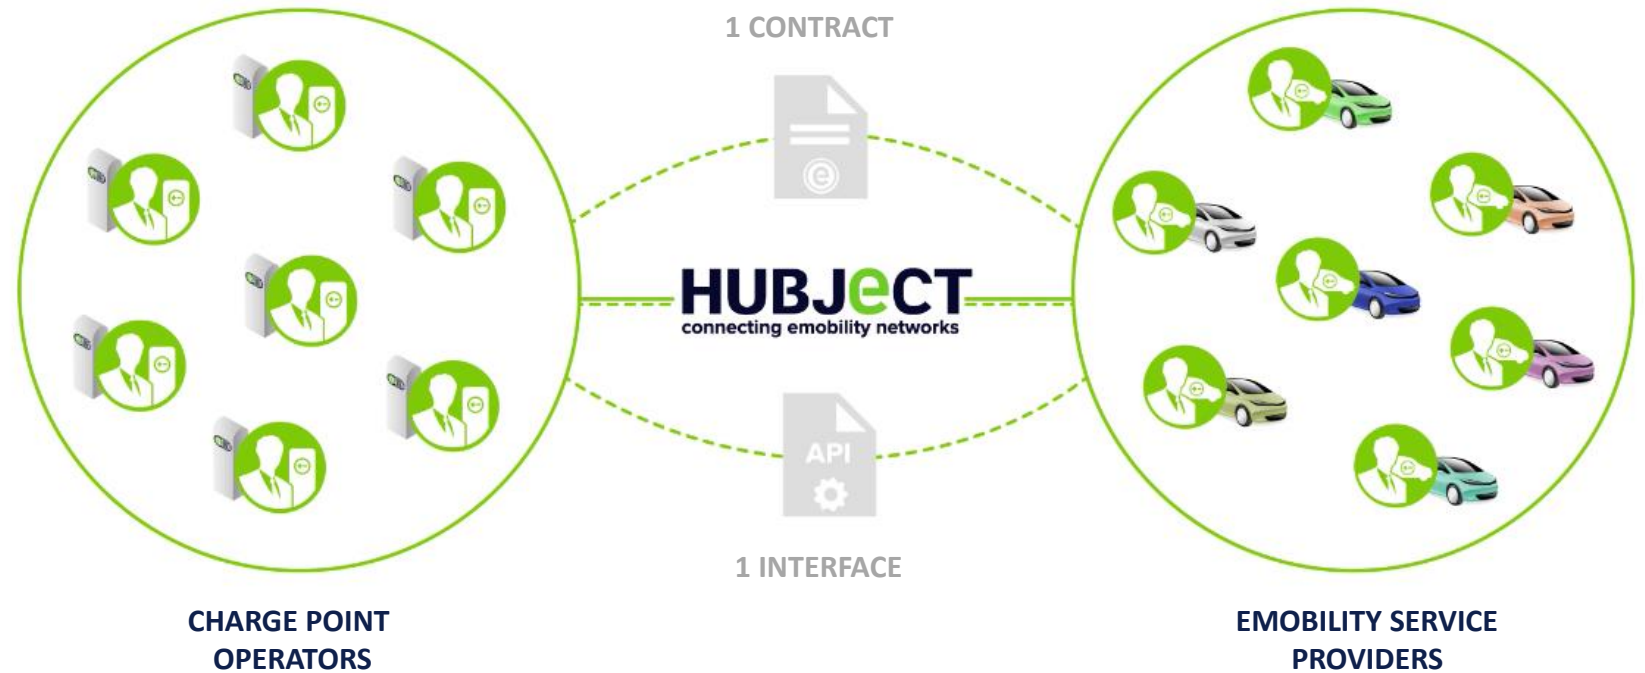 1 CONTRACT
e
HUBJeCT
connecting emobility networks
API
1 INTERFACE
CHARGE POINT
OPERATORS
EMOBILITY SERVICE
PROVIDERS